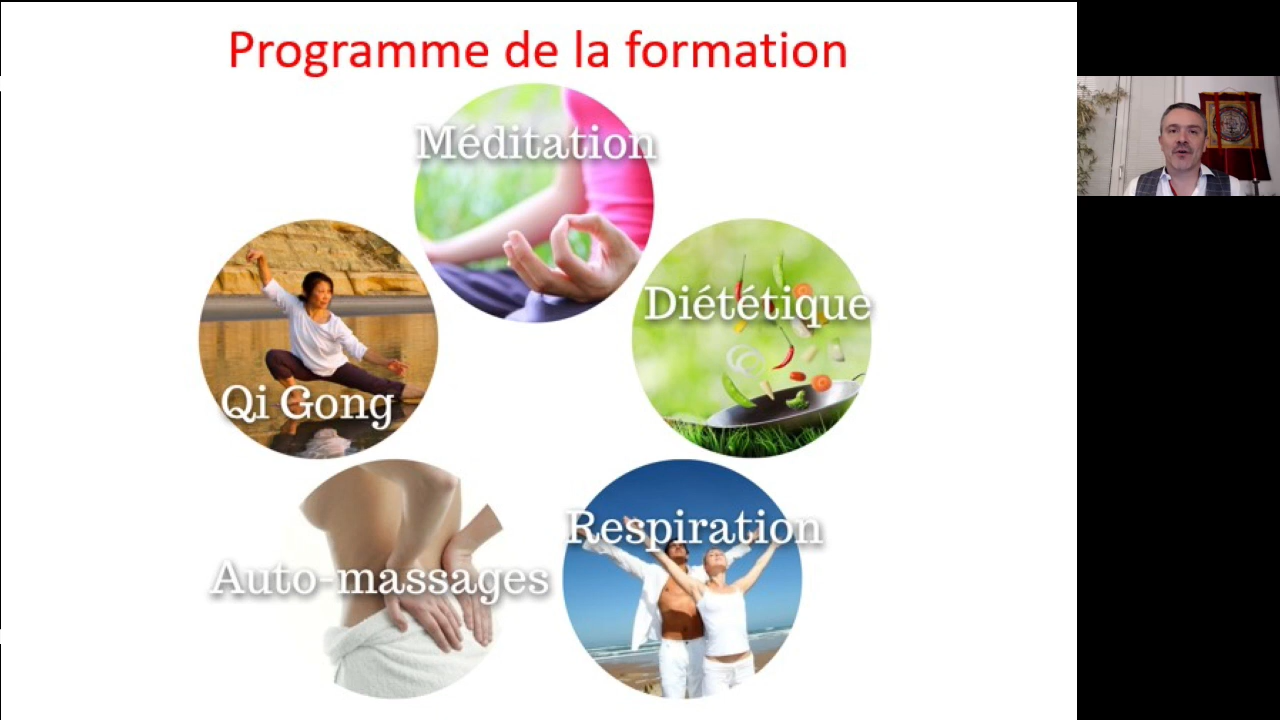 Programme de la formation
Méditation
Diététique
Qi Gong
Respiration
Auto-massages